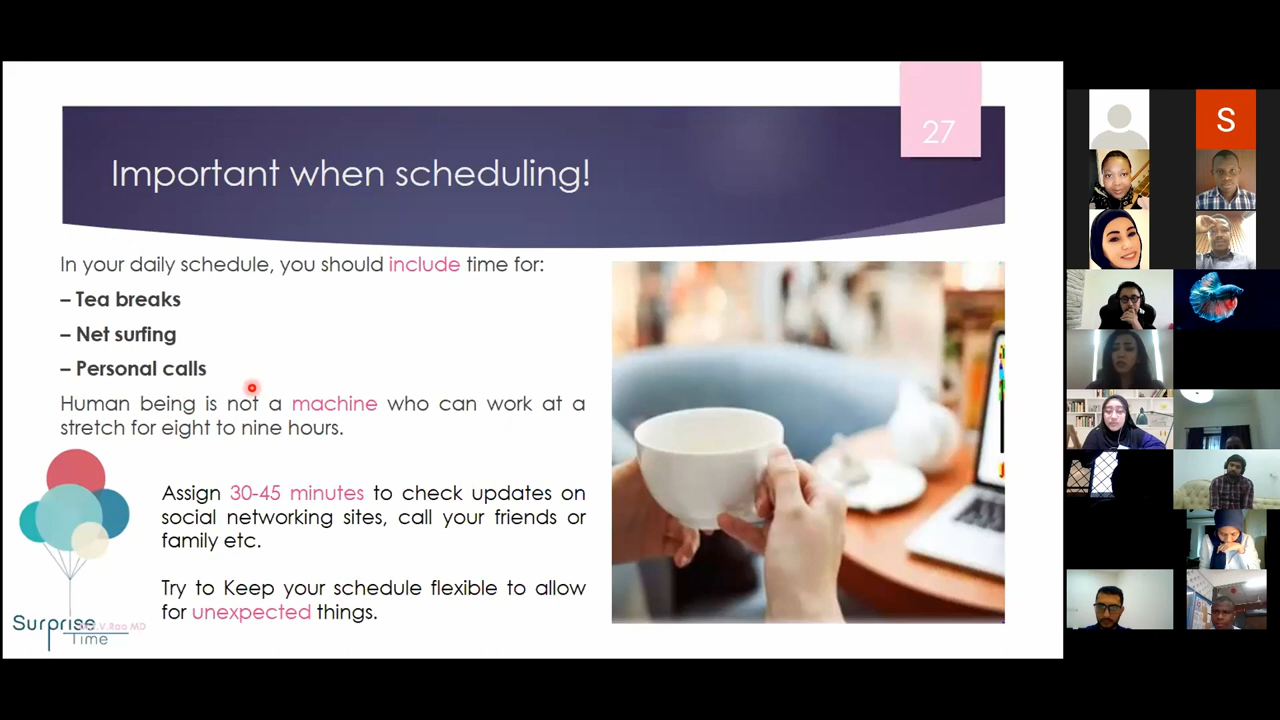 27
Important when scheduling!
In your daily schedule, you should include time for:
– Tea breaks
– Net surfing
– Personal calls
Human being is not a machine who can work at a
stretch for eight to nine hours.
Assign 30-45 minutes to check updates on
social networking sites, call your friends or
family etc.
Try to Keep your schedule flexible to allow
for unexpected things.
Surprise
Time
V.Rao MD
S